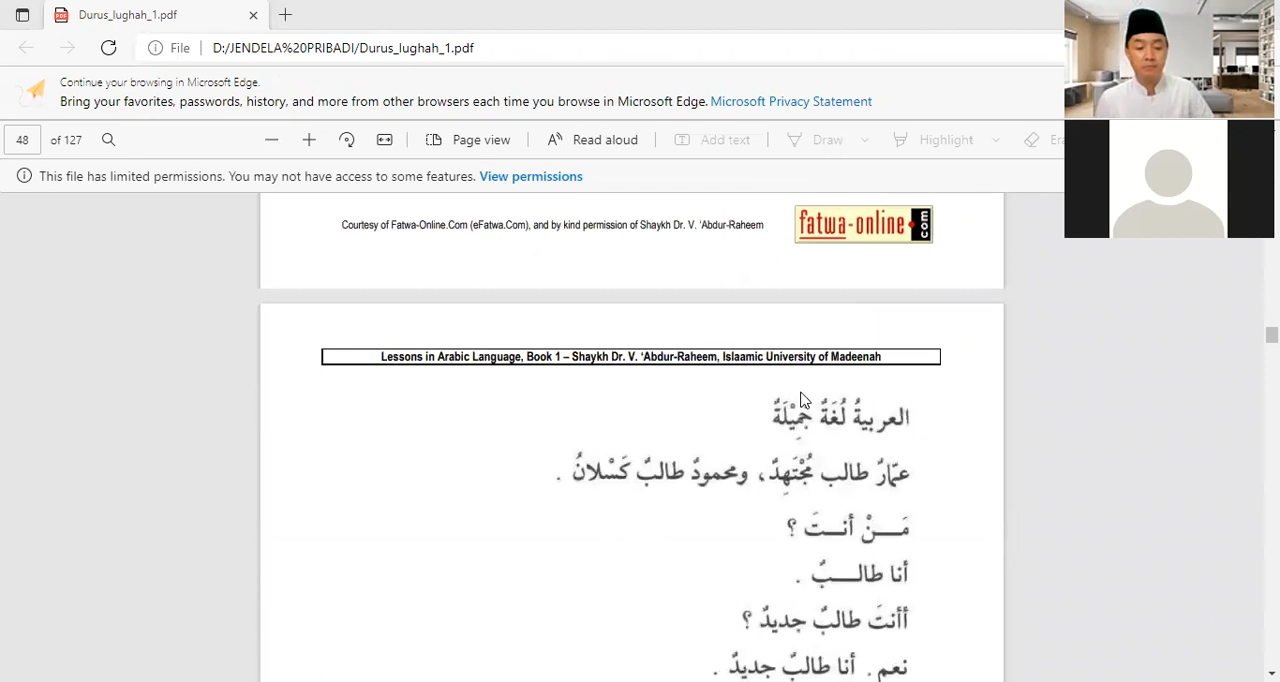 Durus_lughah_1.pdf
File D:/JENDELA%20PRIBADI/Durus_lughah_1.pdf
Continue your browsing in Microsoft Edge.
Bring your favorites, passwords, history, and more from other browsers each time you browse in Microsoft Edge. Microsoft Privacy Statement
48 of 127 Page view Read aloud Add text Draw Highlight Era
This file has limited permissions. You may not have access to some features. View permissions
Courtesy of Fatwa-Online.Com (eFatwa.Com), and by kind permission of Shaykh Dr. V. 'Abdur-Raheem
fatwa-online.com
Lessons in Arabic Language, Book 1 – Shaykh Dr. V. 'Abdur-Raheem, Islaamic University of Madeenah
العربيةُ لُغَةٌ جَمِيْلَةٌ
عمّارٌ طالب مُجْتَهِدٌ، ومحمودٌ طالبٌ كَسْلانُ .
مَـــنْ أنــتَ ؟
أنا طالـــبٌ .
أأنتَ طالبٌ جديدٌ ؟
نعم . أنا طالبٌ جديدٌ .